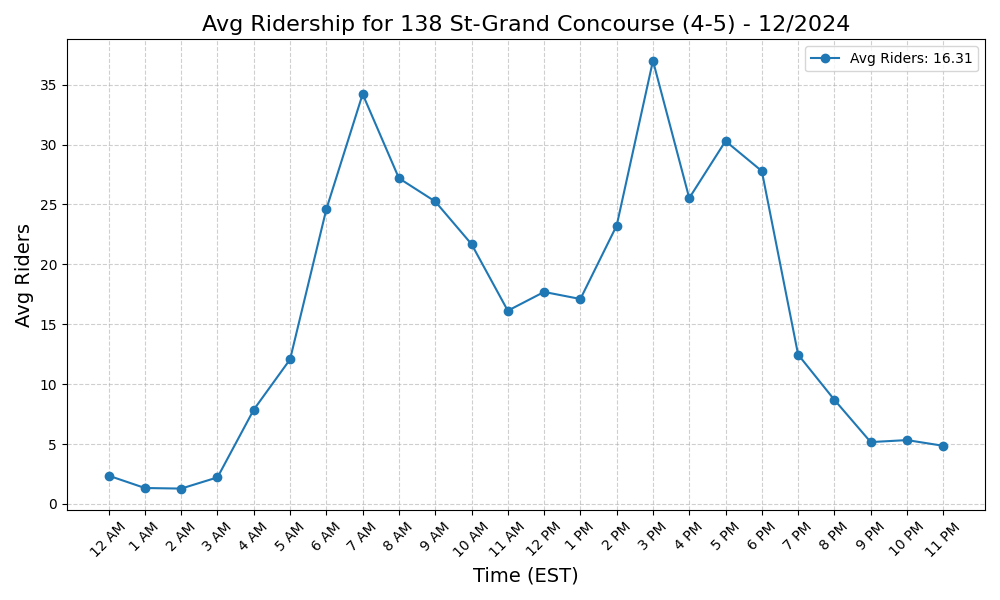 Avg Ridership for 138 St-Grand Concourse (4-5) - 12/2024
Avg Riders: 16.31
Avg Riders
35
30
25
20
15
10
5
0
12 AM
1 AM
2 AM
3 AM
4 AM
5 AM
6 AM
7 AM
8 AM
9 AM
10 AM
11 AM
12 PM
1 PM
2 PM
3 PM
4 PM
5 PM
6 PM
7 PM
8 PM
9 PM
10 PM
11 PM
Time (EST)